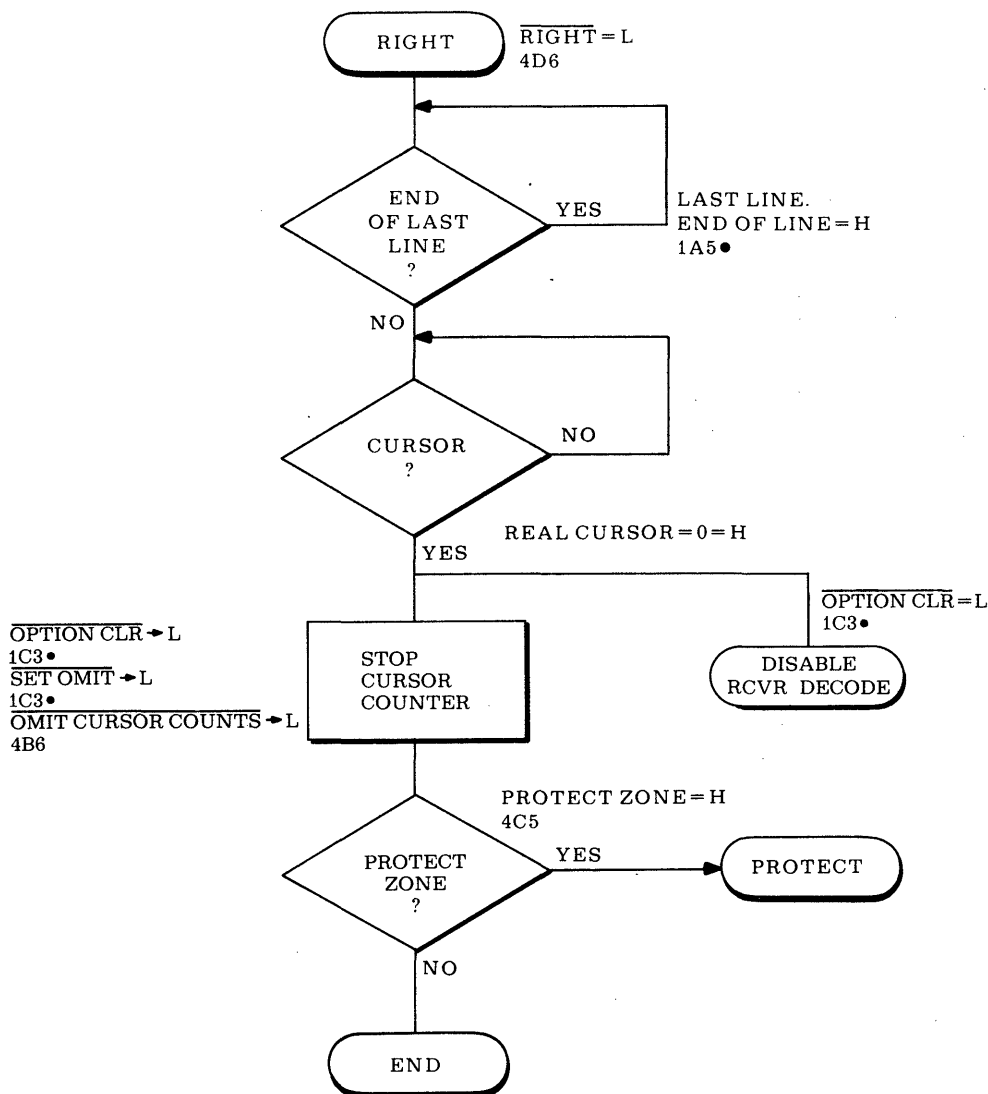 RIGHT
RIGHT=L
4D6
END
OF LAST
LINE
?
YES
LAST LINE.
END OF LINE=H
1A5●
NO
CURSOR
?
NO
YES
REAL CURSOR=0=H
OPTION CLR=L
1C3●
DISABLE
RCVR DECODE
OPTION CLR→L
1C3●
SET OMIT→L
1C3●
OMIT CURSOR COUNTS→L
4B6
STOP
CURSOR
COUNTER
PROTECT ZONE=H
4C5
PROTECT
ZONE
?
YES
PROTECT
NO
END